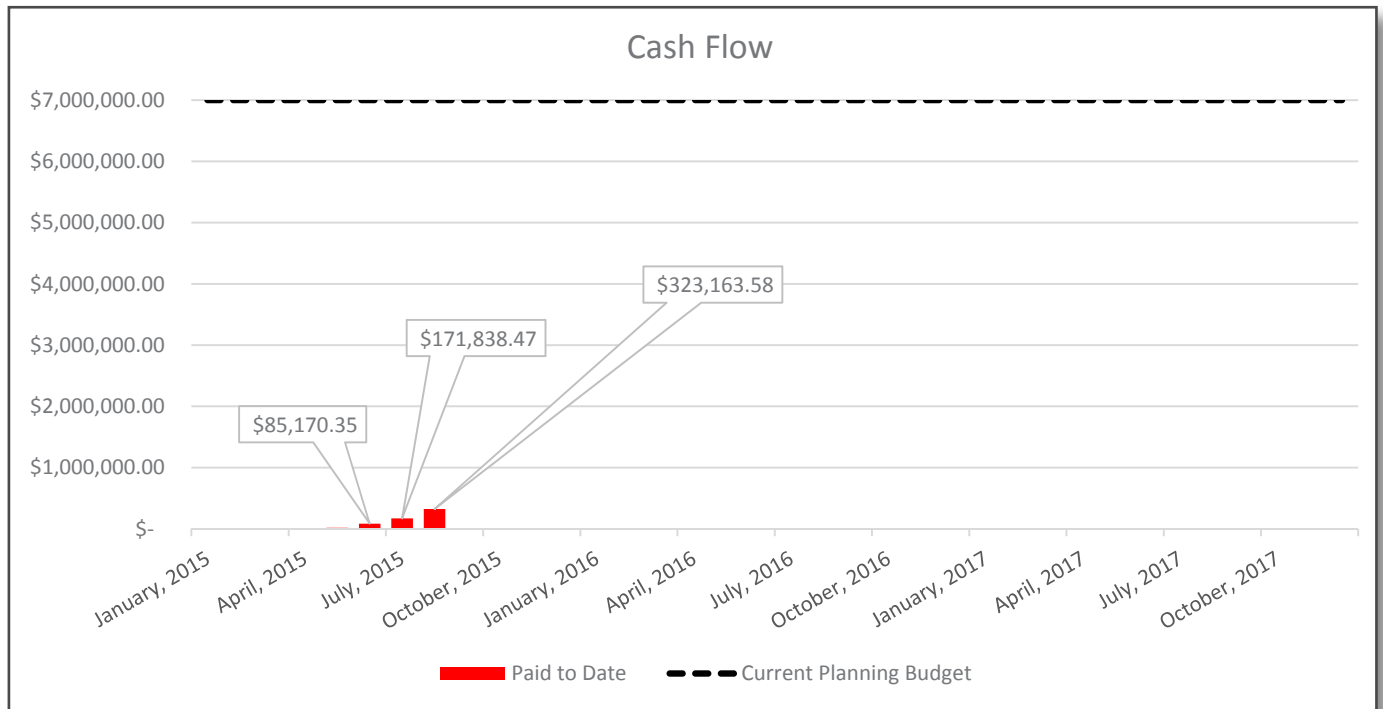 Cash Flow
$7,000,000.00
$6,000,000.00
$5,000,000.00
$4,000,000.00
$3,000,000.00
$2,000,000.00
$1,000,000.00
$-
$85,170.35
$171,838.47
$323,163.58
January, 2015
April, 2015
July, 2015
October, 2015
January, 2016
April, 2016
July, 2016
October, 2016
January, 2017
April, 2017
July, 2017
October, 2017
Paid to Date
Current Planning Budget